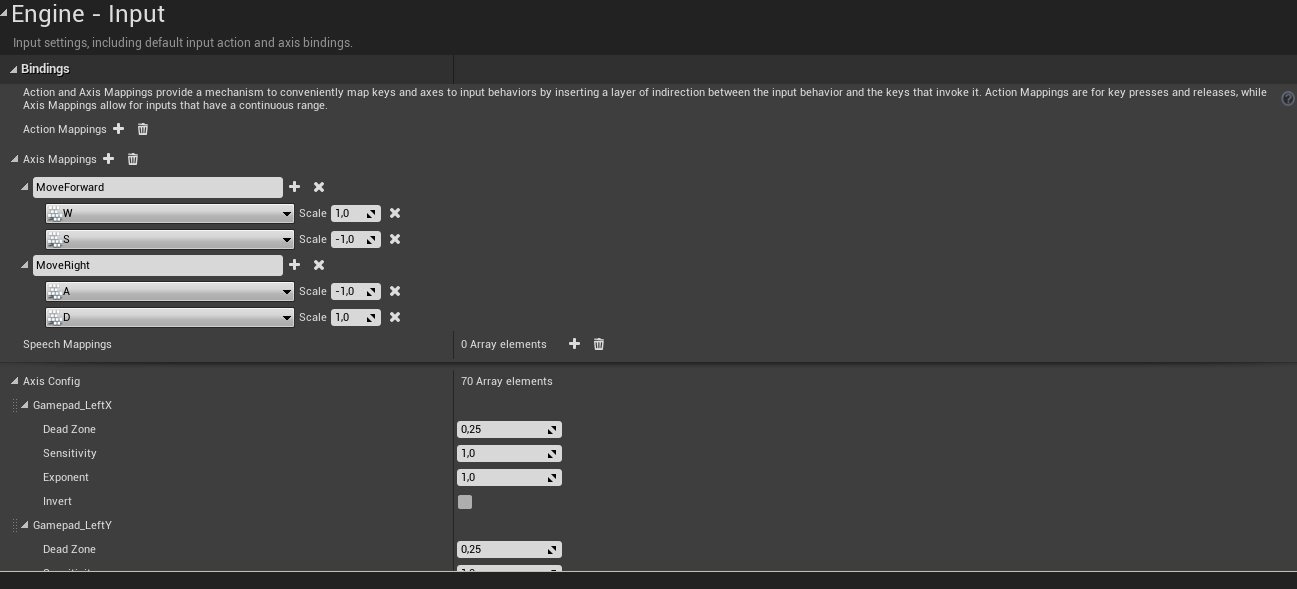 Engine - Input
Input settings, including default input action and axis bindings.
Bindings
Action and Axis Mappings provide a mechanism to conveniently map keys and axes to input behaviors by inserting a layer of indirection between the input behavior and the keys that invoke it. Action Mappings are for key presses and releases, while
Axis Mappings allow for inputs that have a continuous range.
Action Mappings
Axis Mappings
MoveForward
W Scale 1,0
S Scale -1,0
MoveRight
A Scale -1,0
D Scale 1,0
Speech Mappings 0 Array elements
Axis Config 70 Array elements
Gamepad_LeftX
Dead Zone 0,25
Sensitivity 1,0
Exponent 1,0
Invert
Gamepad_LeftY
Dead Zone 0,25